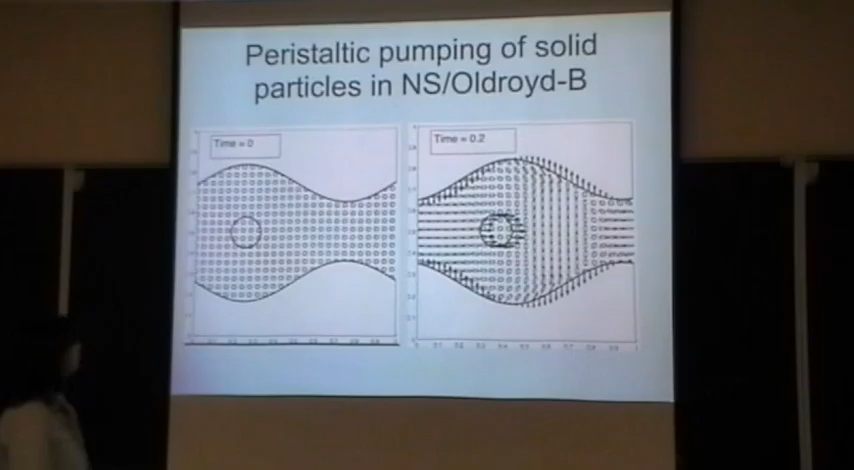 Peristaltic pumping of solid
particles in NS/Oldroyd-B
Time = 0
Time = 0.2